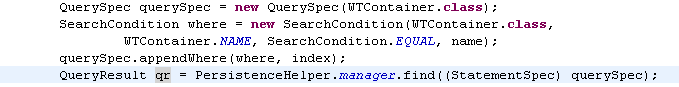 QuerySpec querySpec = new QuerySpec(WTContainer.class);
SearchCondition where = new SearchCondition(WTContainer.class,
WTContainer.NAME, SearchCondition.EQUAL, name);
querySpec.appendWhere(where, index);
QueryResult qr = PersistenceHelper.manager.find((StatementSpec) querySpec);